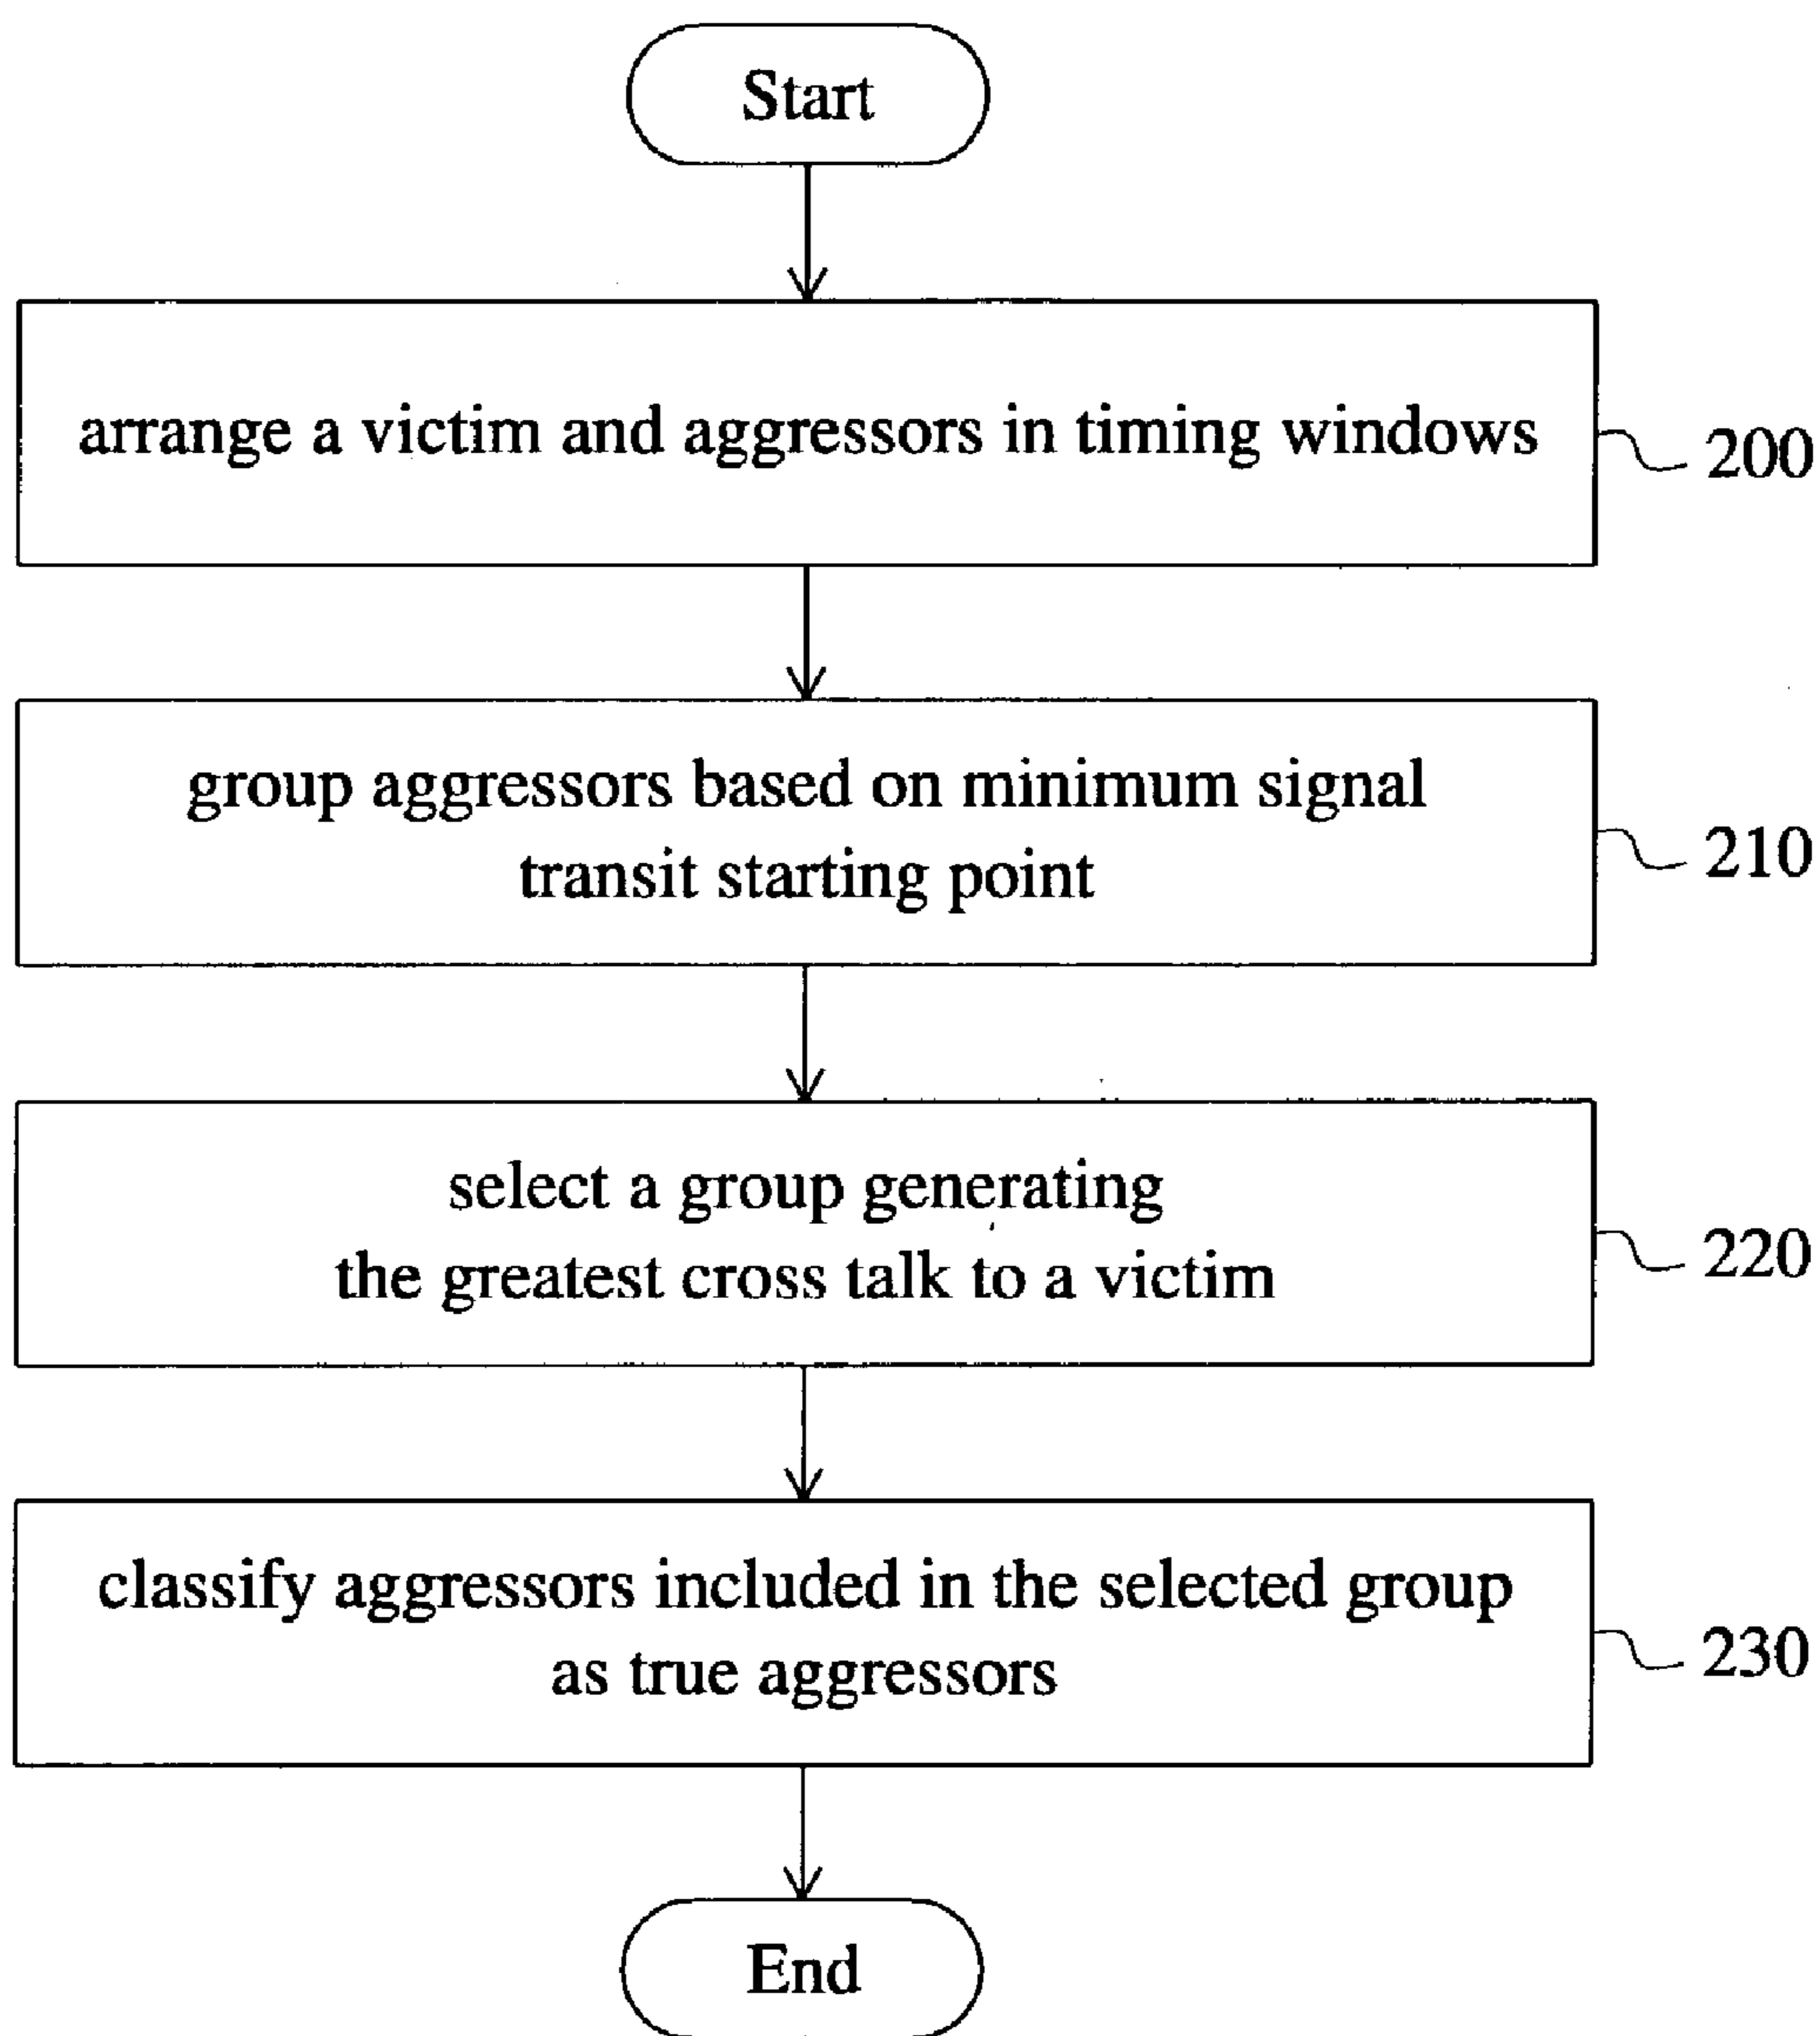 Start
arrange a victim and aggressors in timing windows
200
group aggressors based on minimum signal
transit starting point
210
select a group generating
the greatest cross talk to a victim
220
classify aggressors included in the selected group
as true aggressors
230
End